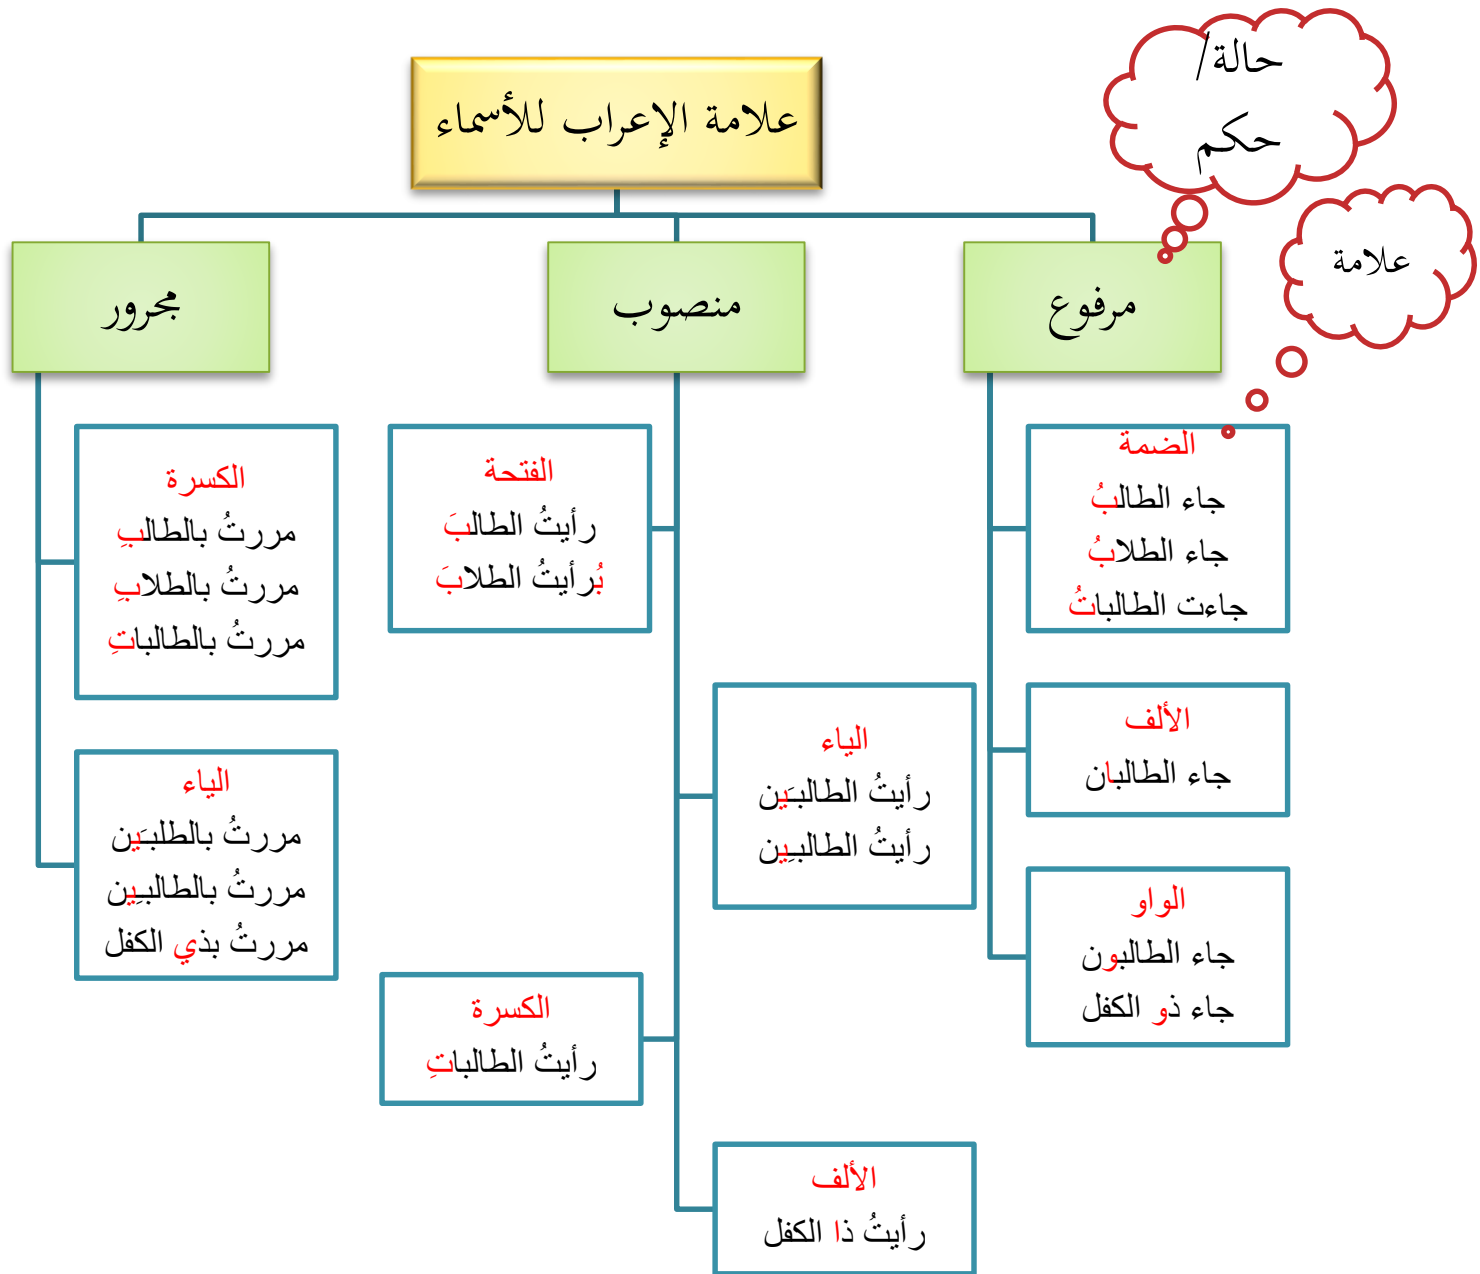 حالة/
حكم
علامة الإعراب للأسماء
علامة
مرفوع
منصوب
مجرور
الضمة
جاء الطالبُ
جاء الطلابُ
جاءت الطالباتُ
الألف
جاء الطالبان
الواو
جاء الطالبون
جاء ذو الكفل
الفتحة
رأيتُ الطالبَ
بُرأيتُ الطلابَ
الياء
رأيتُ الطالبَين
رأيتُ الطالبِين
الكسرة
رأيتُ الطالباتِ
الألف
رأيتُ ذا الكفل
الكسرة
مررتُ بالطالبِ
مررتُ بالطلابِ
مررتُ بالطالباتِ
الياء
مررتُ بالطلبَين
مررتُ بالطالبِين
مررتُ بذي الكفل